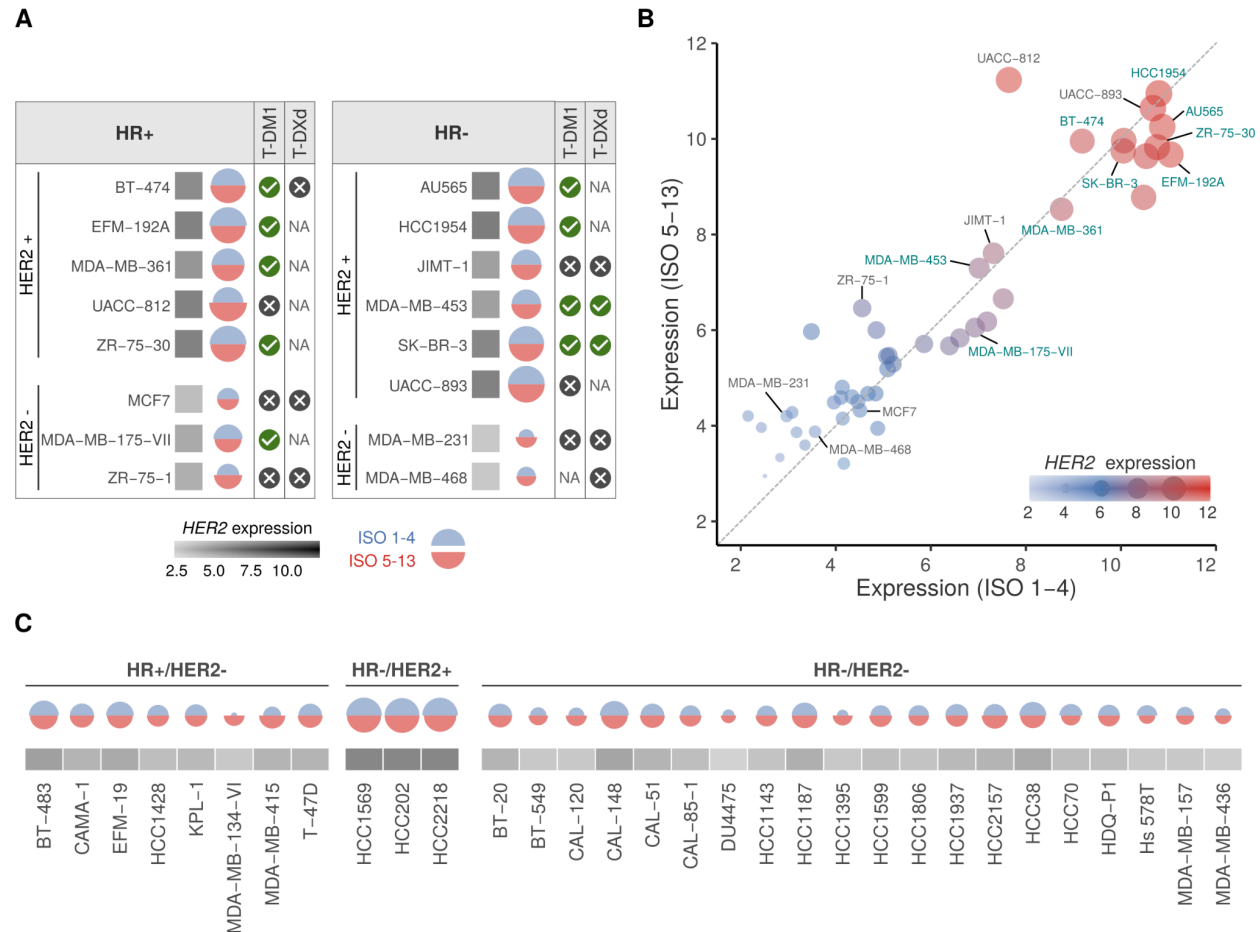 A
HR+
T-DM1
T-DXd
HER2 +
BT-474
EFM-192A
NA
MDA-MB-361
NA
UACC-812
NA
ZR-75-30
NA
HER2 -
MCF7
MDA-MB-175-VII
NA
ZR-75-1
HR-
T-DM1
T-DXd
HER2 +
AU565
NA
HCC1954
NA
JIMT-1
MDA-MB-453
SK-BR-3
UACC-893
NA
HER2 -
MDA-MB-231
MDA-MB-468
NA
HER2 expression
2.5 5.0 7.5 10.0
ISO 1-4
ISO 5-13
B
Expression (ISO 5-13)
12
10
8
6
4
2
UACC-812
HCC1954
UACC-893
AU565
BT-474
ZR-75-30
SK-BR-3
EFM-192A
MDA-MB-361
JIMT-1
MDA-MB-453
ZR-75-1
MDA-MB-175-VII
MDA-MB-231
MCF7
MDA-MB-468
HER2 expression
2 4 6 8 10 12
2 4 6 8 10 12
Expression (ISO 1-4)
C
HR+/HER2-
HR-/HER2+
HR-/HER2-
BT-483
CAMA-1
EFM-19
HCC1428
KPL-1
MDA-MB-134-VI
MDA-MB-415
T-47D
HCC1569
HCC202
HCC2218
BT-20
BT-549
CAL-120
CAL-148
CAL-51
CAL-85-1
DU4475
HCC1143
HCC1187
HCC1395
HCC1599
HCC1806
HCC1937
HCC2157
HCC38
HCC70
HDQ-P1
Hs 578T
MDA-MB-157
MDA-MB-436